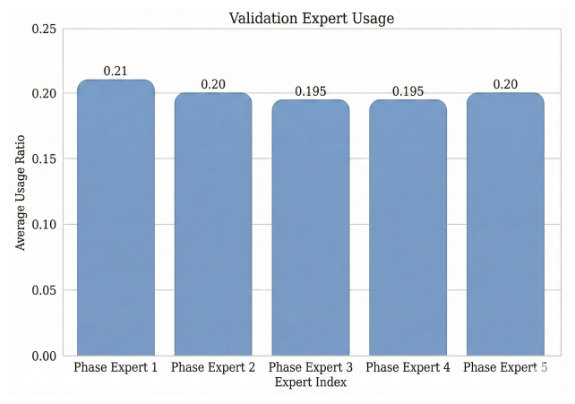 Validation Expert Usage
0.25
0.20
0.15
0.10
0.05
0.00
Average Usage Ratio
0.21
0.20
0.195
0.195
0.20
Phase Expert 1
Phase Expert 2
Phase Expert 3
Phase Expert 4
Phase Expert 5
Expert Index